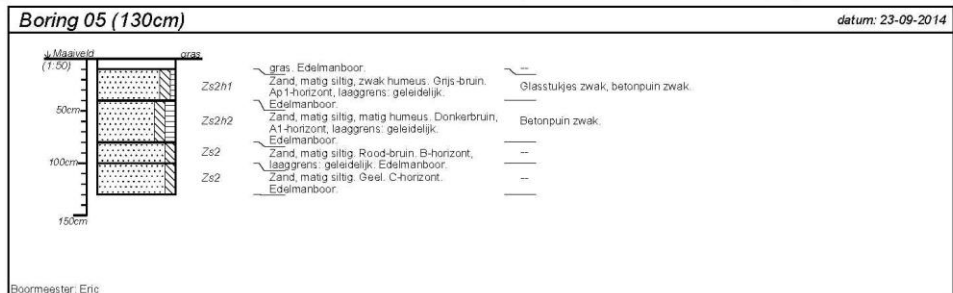 Boring 05 (130cm)
datum: 23-09-2014
↓ Maaiveld
(1:50)
gras
50cm
100cm
150cm
Zs2h1
Zs2h2
Zs2
Zs2
gras. Edelmanboor.
Zand, matig siltig, zwak humeus. Grijs-bruin.
Ap1-horizont, laaggrens: geleidelijk.
Edelmanboor.
Zand, matig siltig, matig humeus. Donkerbruin,
A1-horizont, laaggrens: geleidelijk.
Edelmanboor.
Zand, matig siltig. Rood-bruin. B-horizont,
laaggrens: geleidelijk. Edelmanboor.
Zand, matig siltig. Geel. C-horizont.
Edelmanboor.
--
Glasstukjes zwak, betonpuin zwak.
Betonpuin zwak.
--
--
Boormeester: Eric